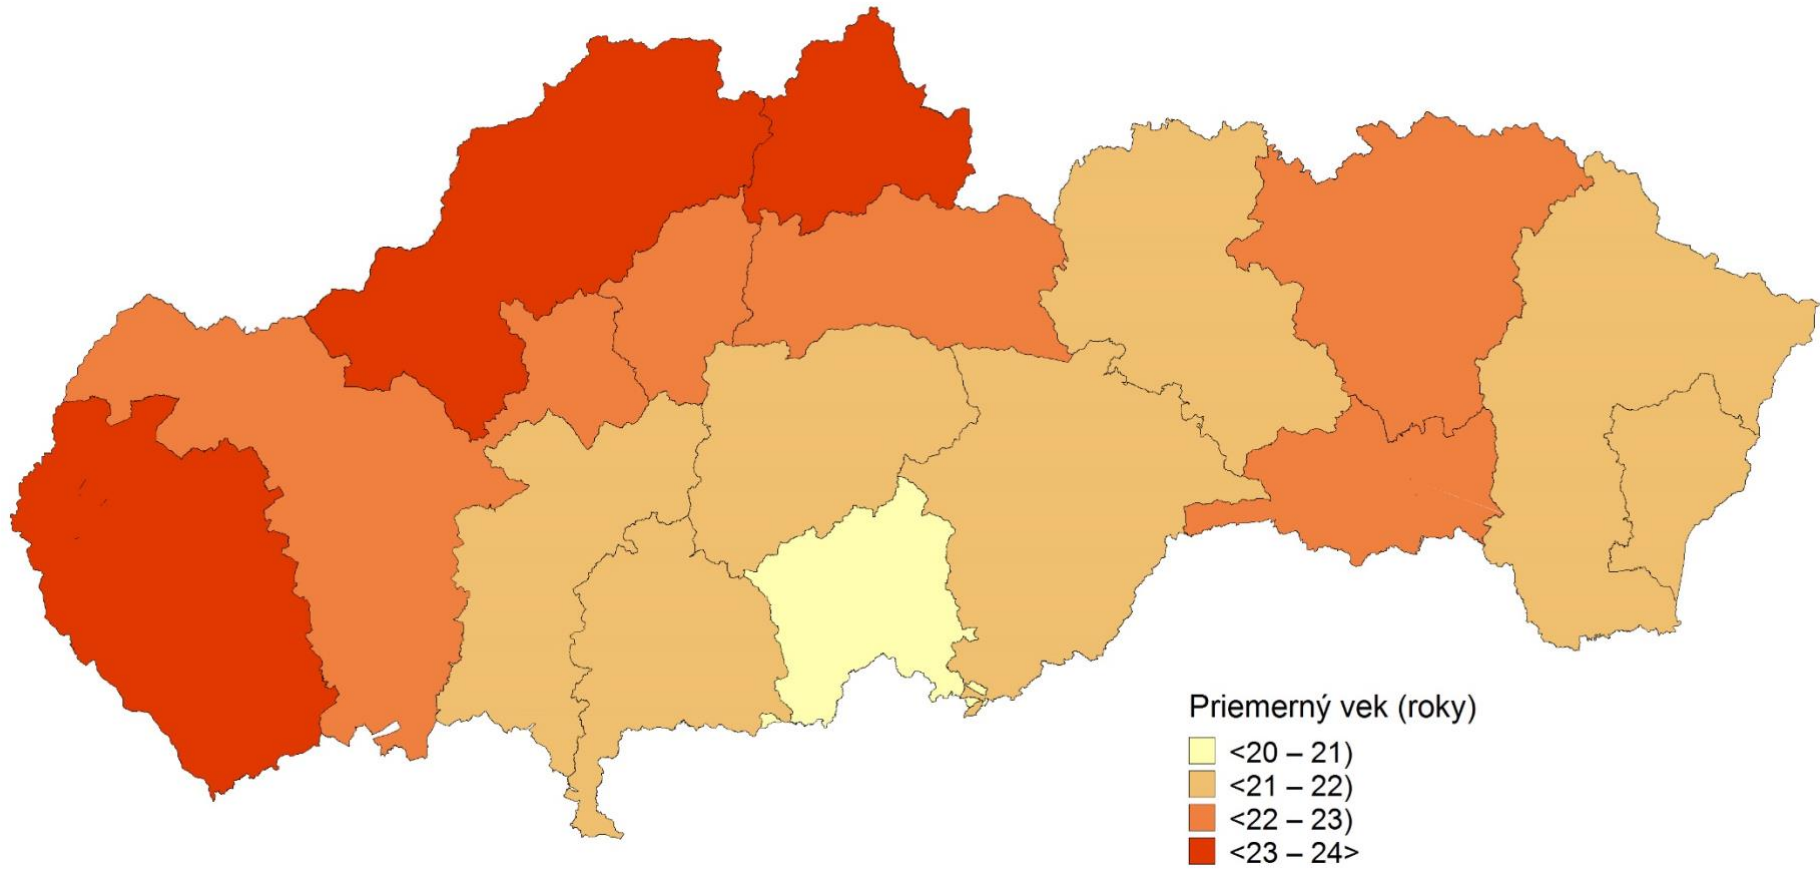 Priemerný vek (roky)
<20 – 21)
<21 – 22)
<22 – 23)
<23 – 24>